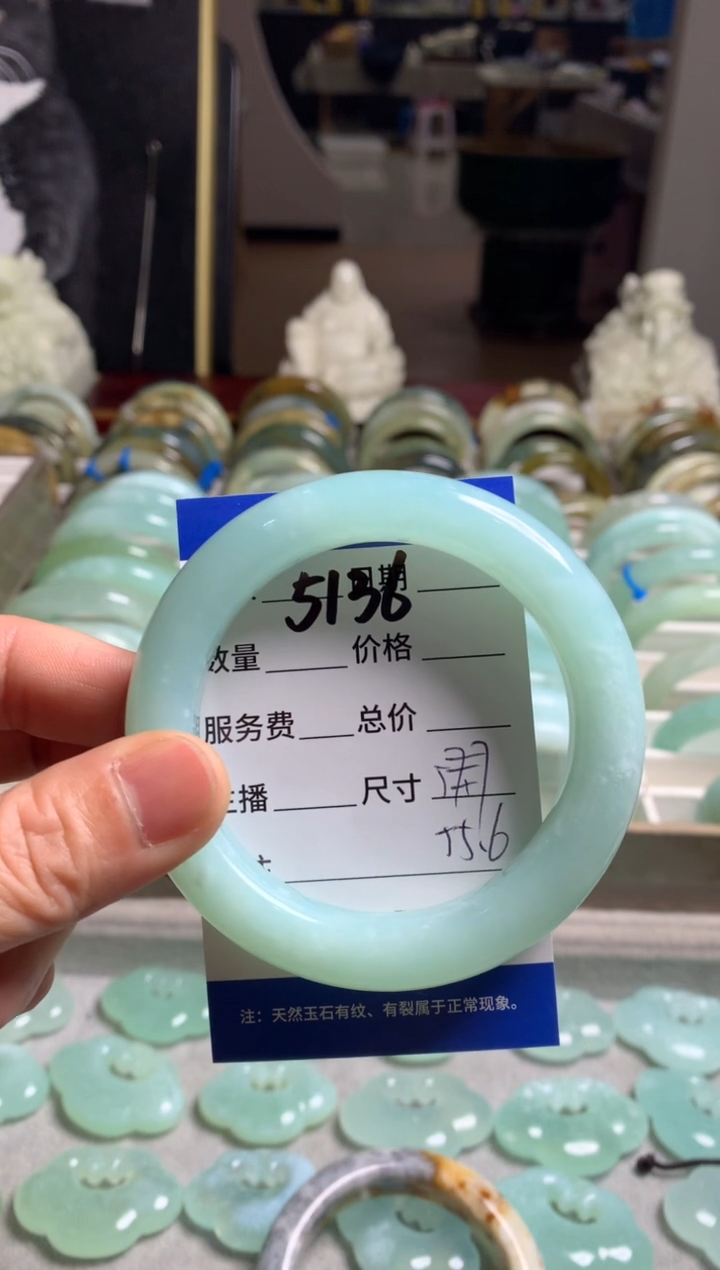 5136 日期
数量 价格
服务费 总价
主播 尺寸 圆
55.6
注：天然玉石有纹、有裂属于正常现象。